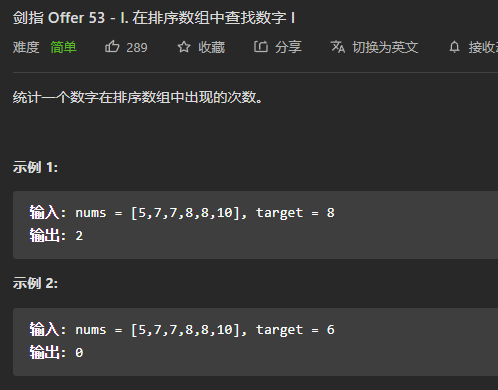 剑指 Offer 53 - I. 在排序数组中查找数字 I
难度 简单 289 收藏 分享 切换为英文 接收
统计一个数字在排序数组中出现的次数。
示例 1:
输入: nums = [5,7,7,8,8,10], target = 8
输出: 2
示例 2:
输入: nums = [5,7,7,8,8,10], target = 6
输出: 0